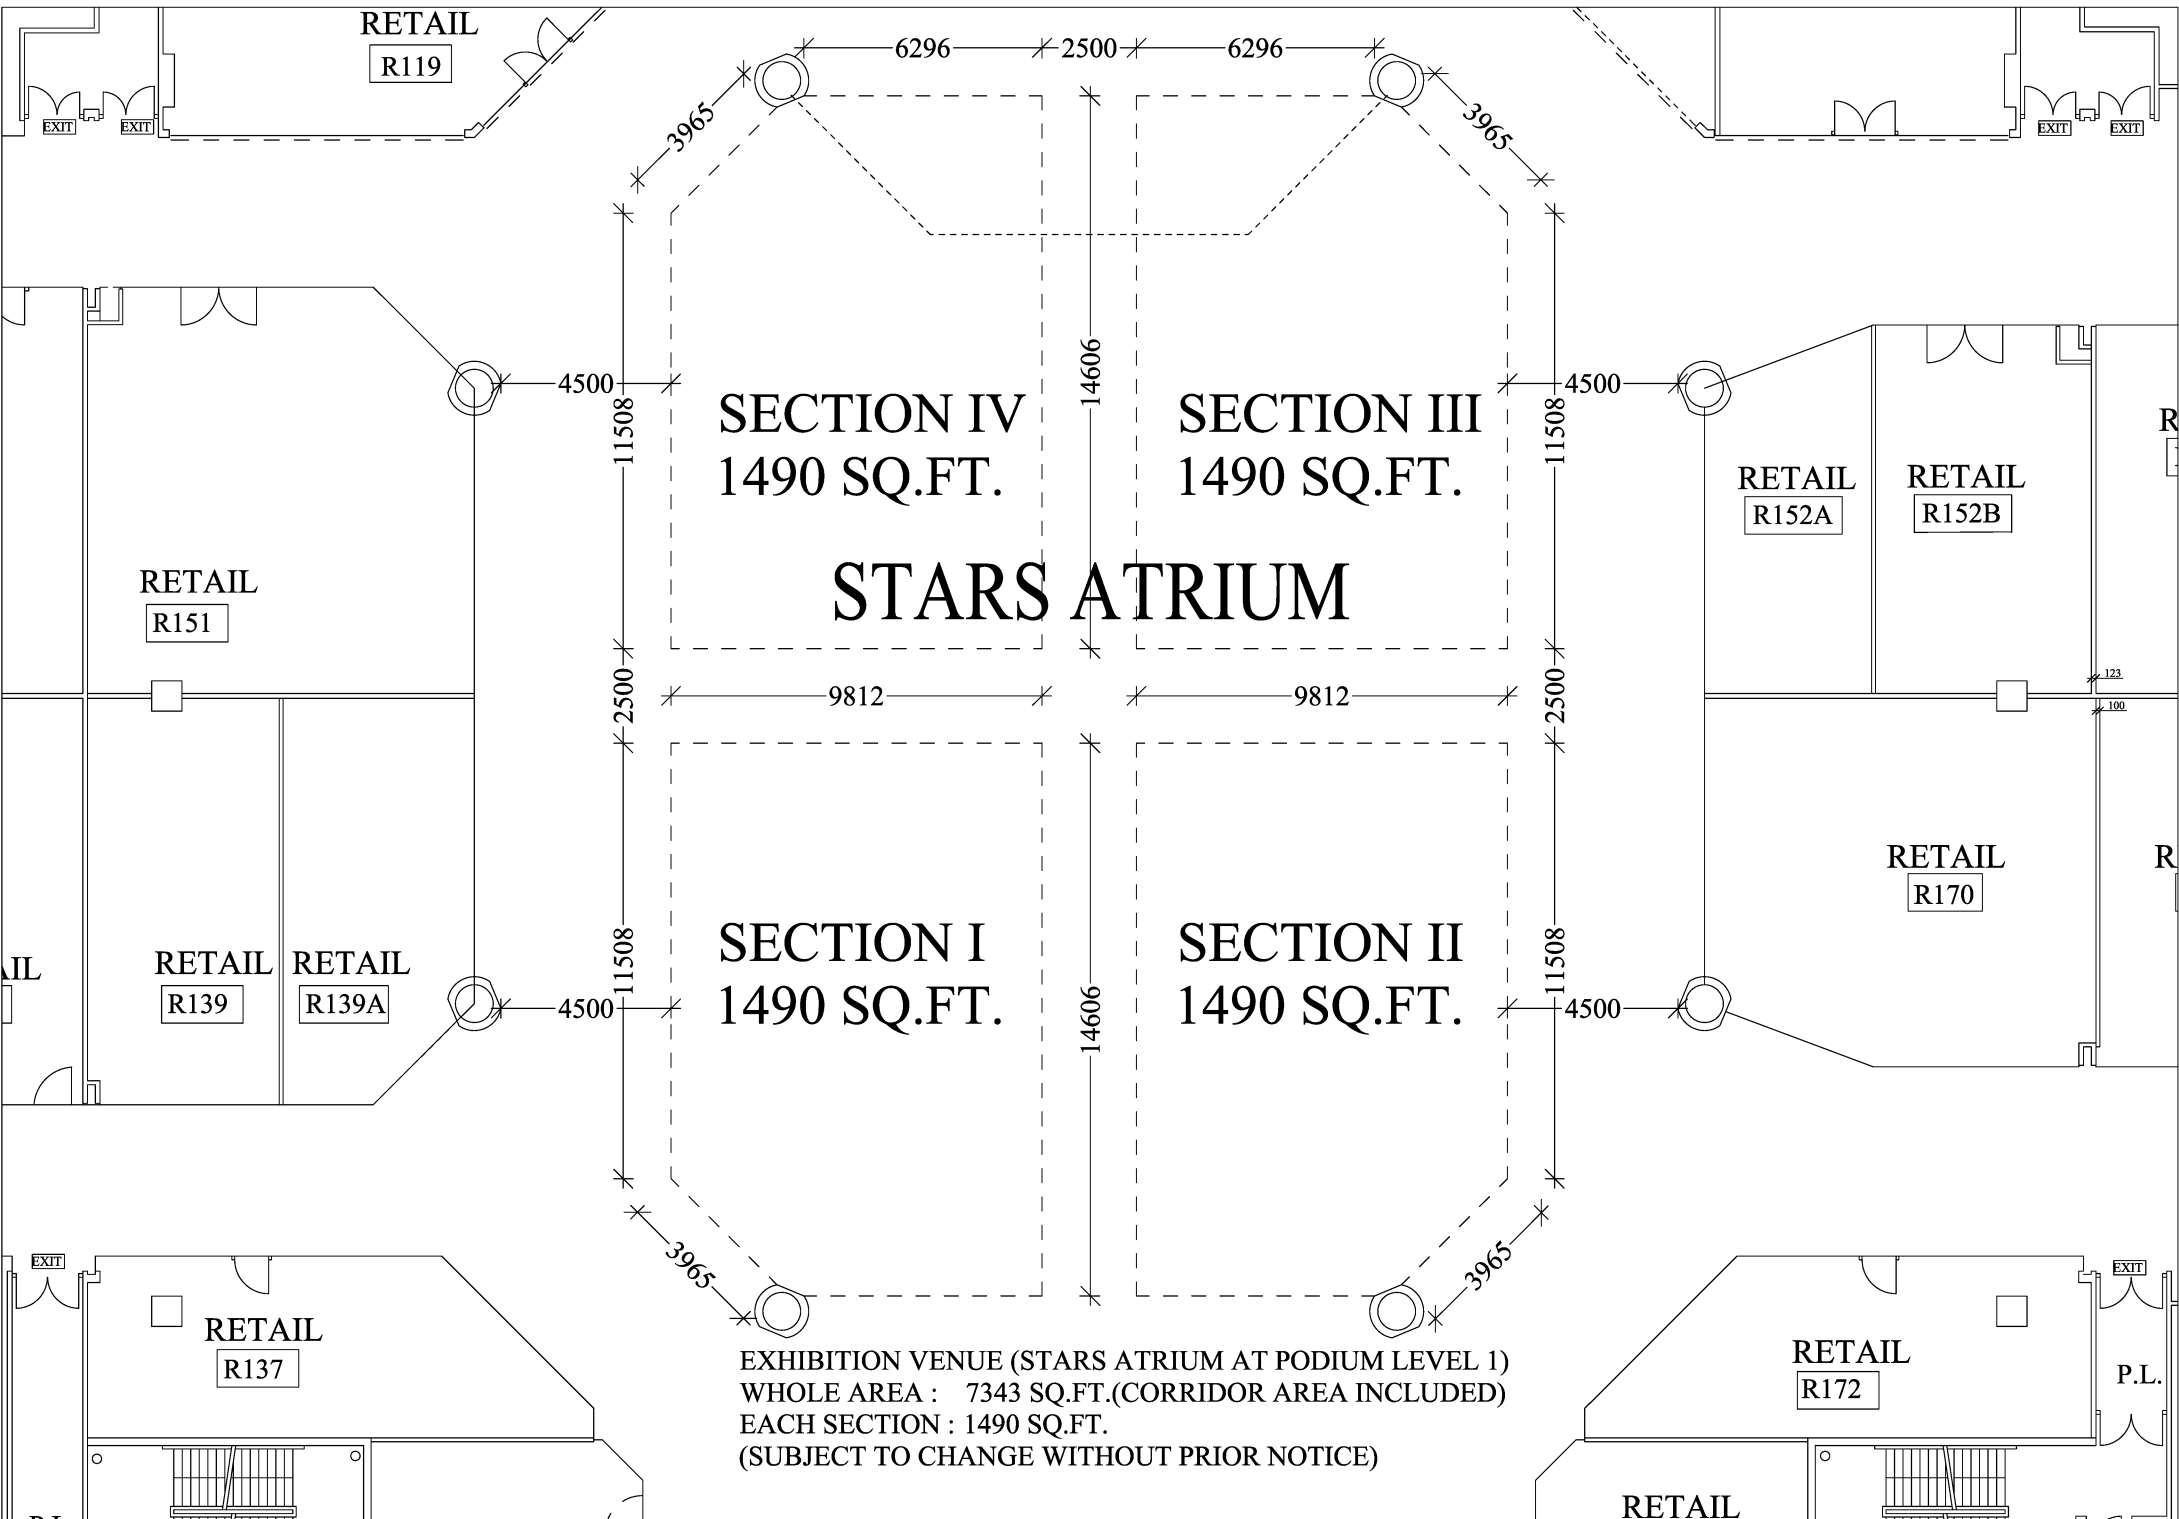 RETAIL
R119
6296
2500
6296
3965
3965
EXIT
EXIT
EXIT
EXIT
4500
11508
14606
4500
11508
SECTION IV
1490 SQ.FT.
SECTION III
1490 SQ.FT.
RETAIL
R152A
RETAIL
R152B
R
STARS ATRIUM
RETAIL
R151
2500
9812
9812
2500
123
100
RETAIL
R170
R
SECTION I
1490 SQ.FT.
SECTION II
1490 SQ.FT.
AIL
RETAIL
R139
RETAIL
R139A
4500
11508
14606
11508
4500
3965
3965
EXIT
EXIT
RETAIL
R137
RETAIL
R172
P.L.
EXHIBITION VENUE (STARS ATRIUM AT PODIUM LEVEL 1)
WHOLE AREA : 7343 SQ.FT.(CORRIDOR AREA INCLUDED)
EACH SECTION : 1490 SQ.FT.
(SUBJECT TO CHANGE WITHOUT PRIOR NOTICE)
RETAIL